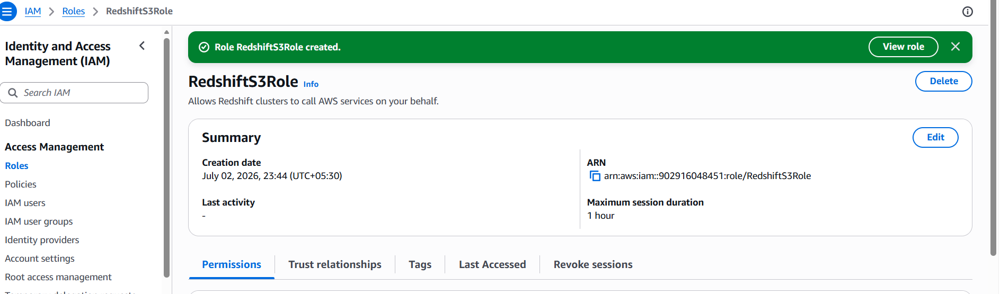 IAM > Roles > RedshiftS3Role
Identity and Access
Management (IAM)
Search IAM
Dashboard
Access Management
Roles
Policies
IAM users
IAM user groups
Identity providers
Account settings
Root access management
Role RedshiftS3Role created.
View role
RedshiftS3Role Info
Delete
Allows Redshift clusters to call AWS services on your behalf.
Summary
Edit
Creation date
July 02, 2026, 23:44 (UTC+05:30)
ARN
arn:aws:iam::902916048451:role/RedshiftS3Role
Last activity
-
Maximum session duration
1 hour
Permissions
Trust relationships
Tags
Last Accessed
Revoke sessions